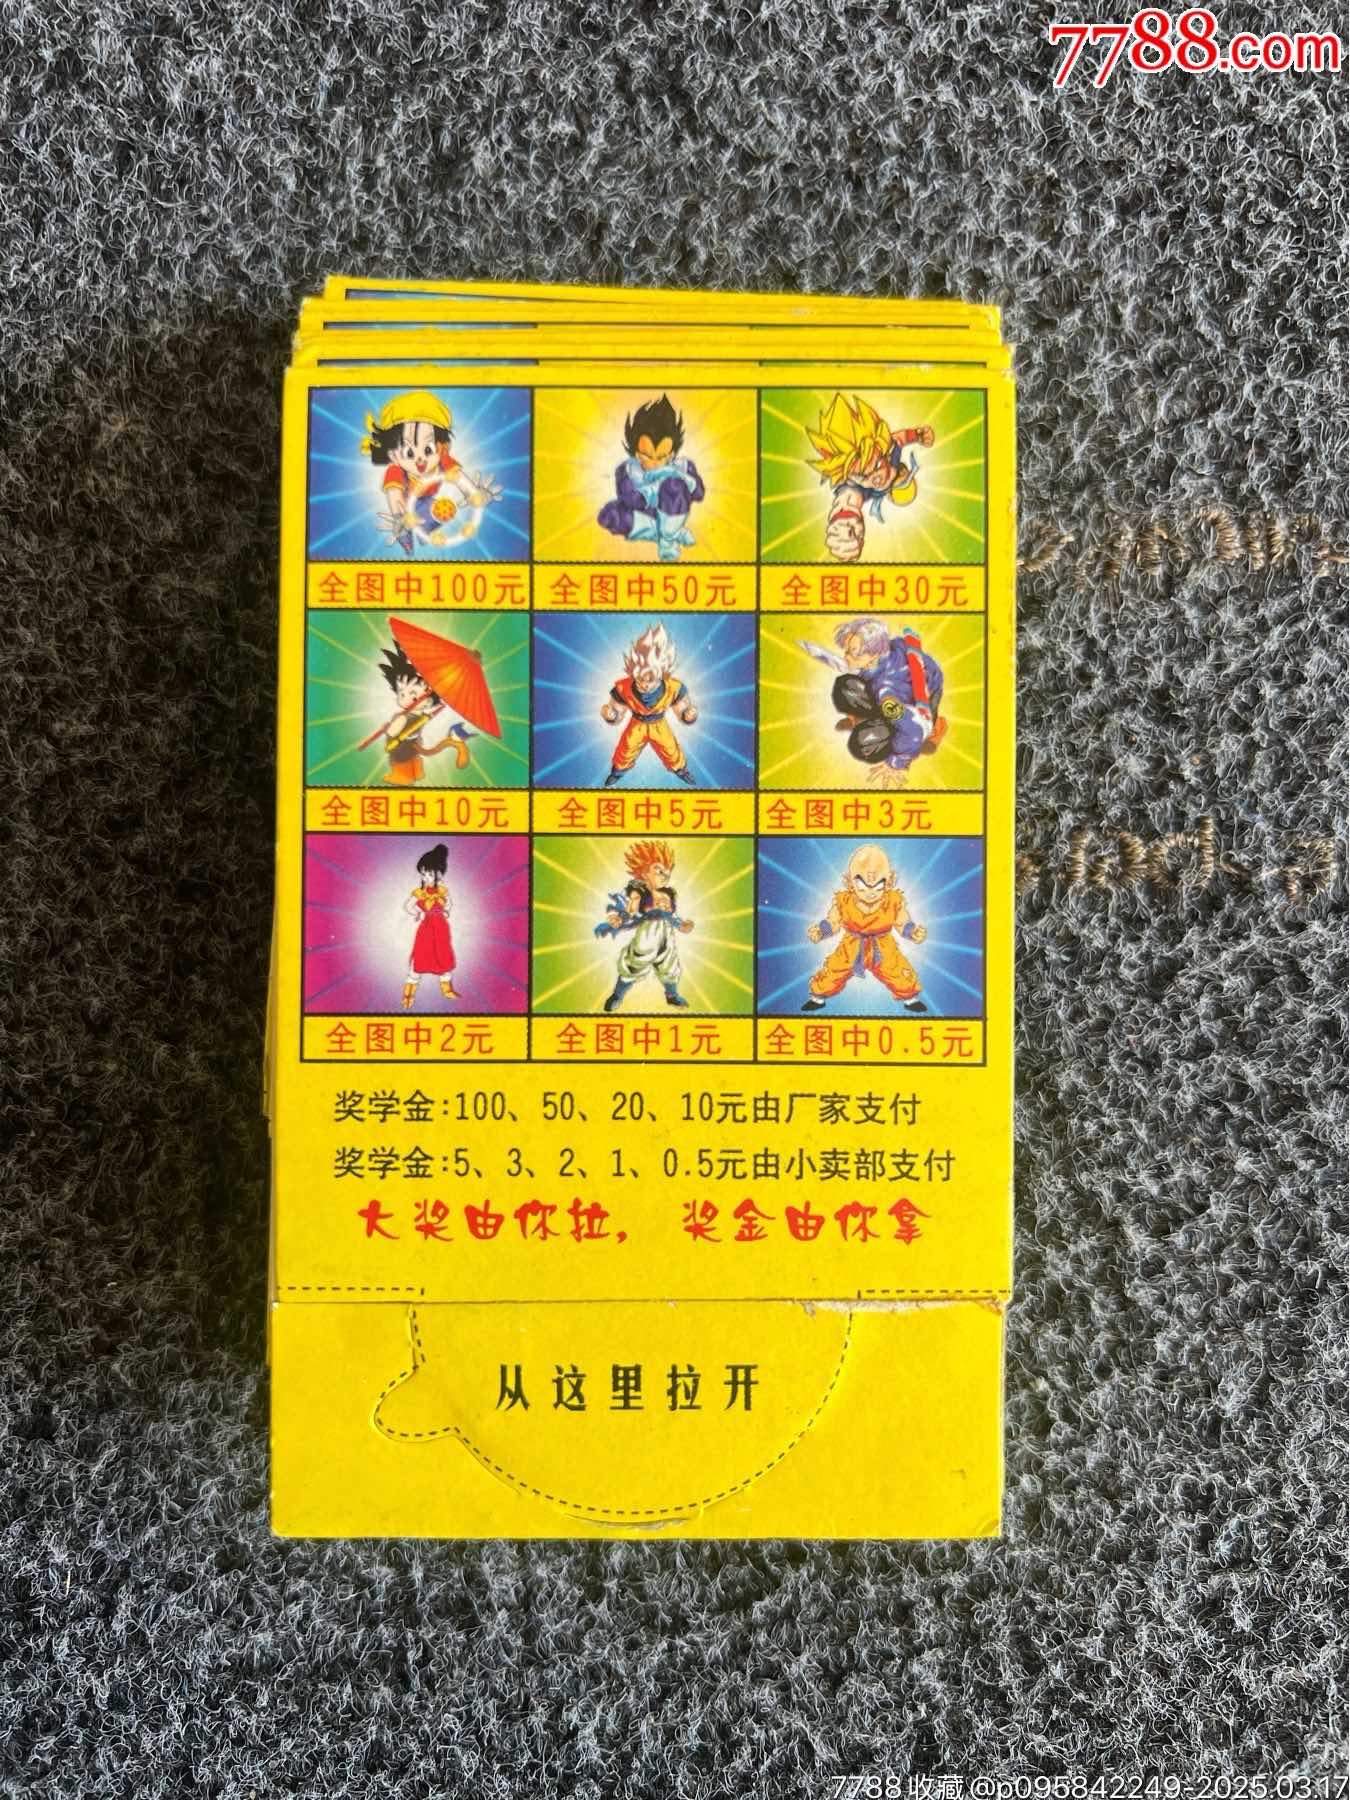 7788.com
全图中100元 全图中50元 全图中30元
全图中10元 全图中5元 全图中3元
全图中2元 全图中1元 全图中0.5元
奖学金:100、50、20、10元由厂家支付
奖学金:5、3、2、1、0.5元由小卖部支付
大奖由你拉, 奖金由你拿
从这里拉开
7788收藏@p095842249-2025.03.17